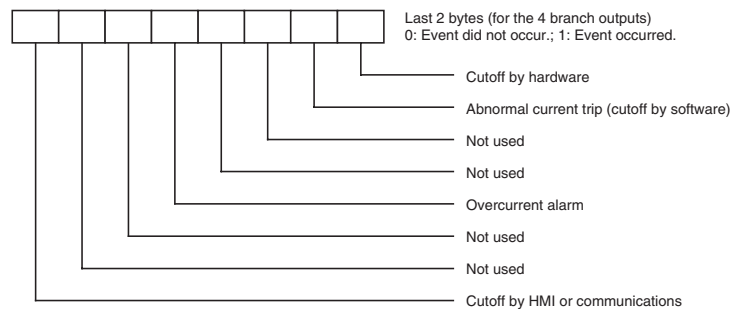 Last 2 bytes (for the 4 branch outputs)
0: Event did not occur.; 1: Event occurred.
Cutoff by hardware
Abnormal current trip (cutoff by software)
Not used
Not used
Overcurrent alarm
Not used
Not used
Cutoff by HMI or communications